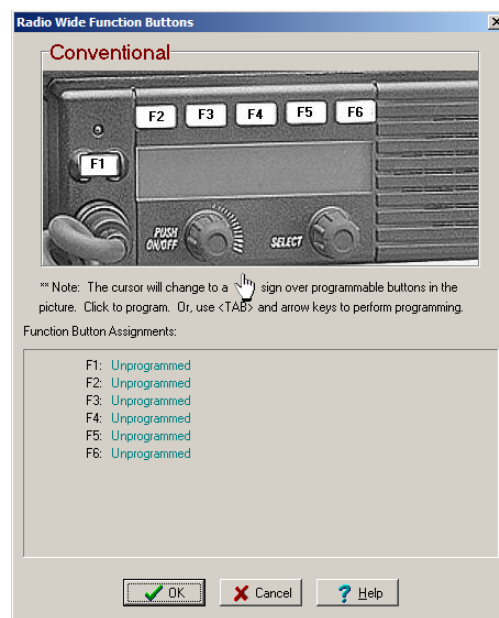 Radio Wide Function Buttons
Conventional
F2 F3 F4 F5 F6
F1
PUSH
ON/OFF
SELECT
** Note: The cursor will change to a sign over programmable buttons in the
picture. Click to program. Or, use <TAB> and arrow keys to perform programming.
Function Button Assignments:
F1: Unprogrammed
F2: Unprogrammed
F3: Unprogrammed
F4: Unprogrammed
F5: Unprogrammed
F6: Unprogrammed
OK Cancel Help